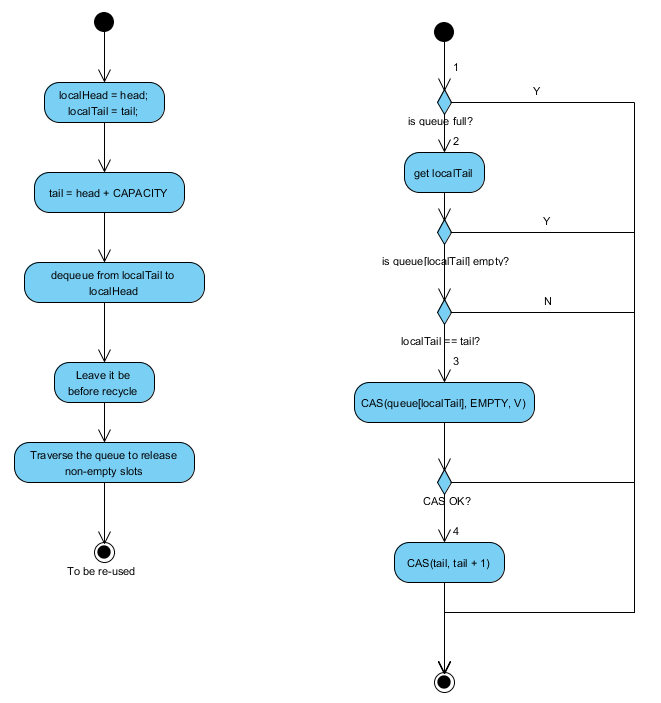 localHead = head;
localTail = tail;
tail = head + CAPACITY
dequeue from localTail to
localHead
Leave it be
before recycle
Traverse the queue to release
non-empty slots
To be re-used
1
Y
is queue full?
2
get localTail
Y
is queue[localTail] empty?
N
localTail == tail?
3
CAS(queue[localTail], EMPTY, V)
CAS OK?
4
CAS(tail, tail + 1)